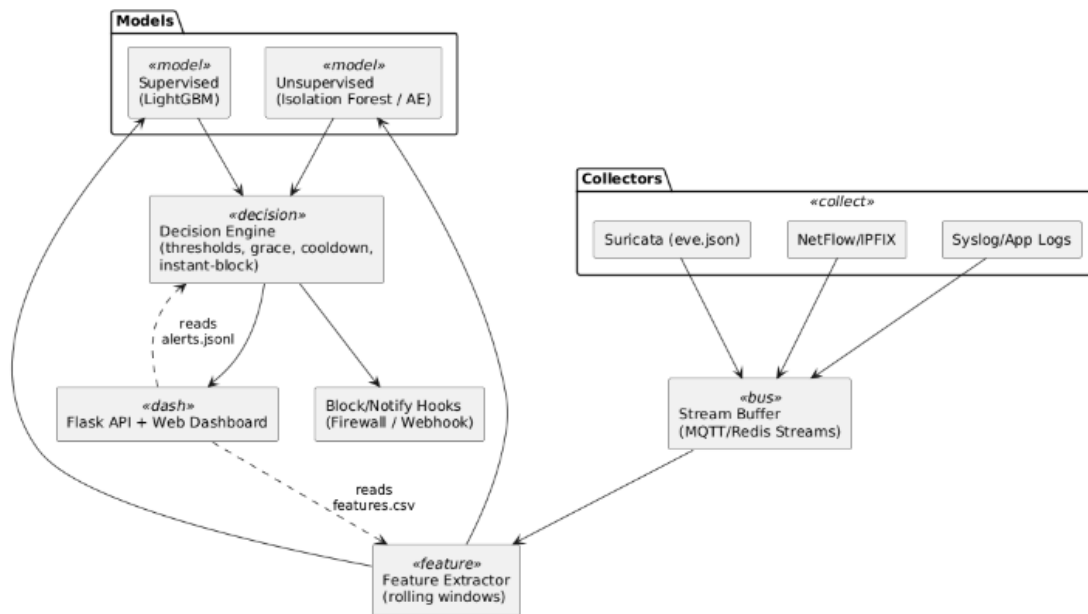 Models
«model»
Supervised
(LightGBM)
«model»
Unsupervised
(Isolation Forest / AE)
Collectors
«collect»
Suricata (eve.json)
NetFlow/IPFIX
Syslog/App Logs
«decision»
Decision Engine
(thresholds, grace, cooldown,
instant-block)
reads
alerts.jsonl
«dash»
Flask API + Web Dashboard
Block/Notify Hooks
(Firewall / Webhook)
«bus»
Stream Buffer
(MQTT/Redis Streams)
reads
features.csv
«feature»
Feature Extractor
(rolling windows)